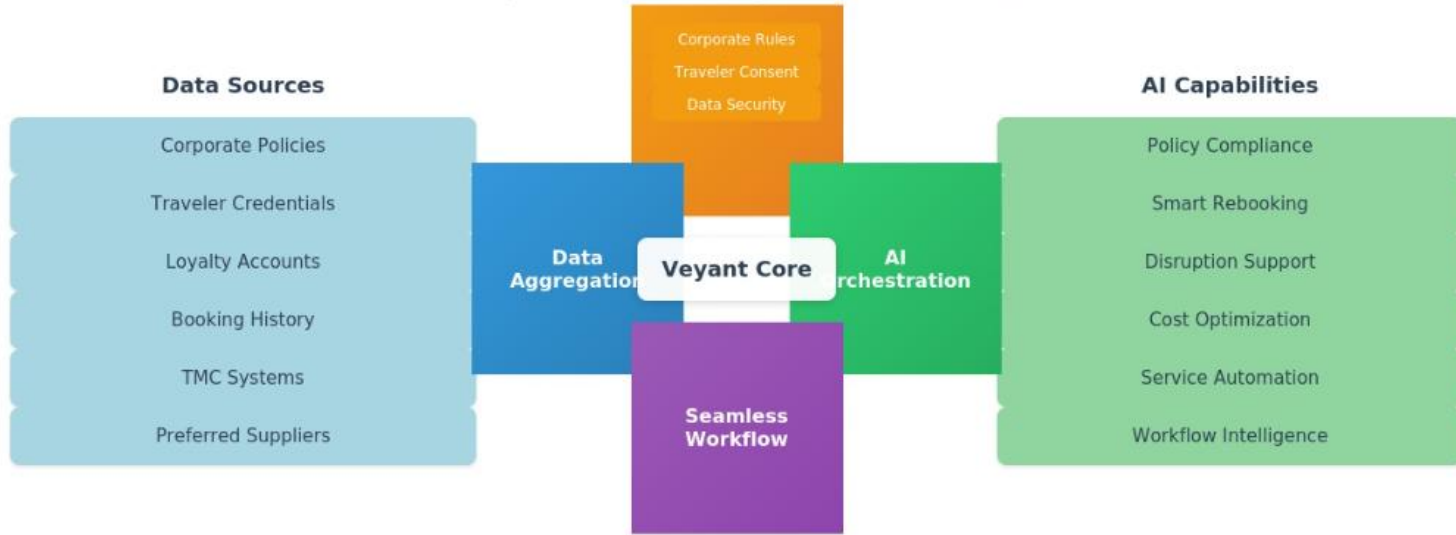 Corporate Rules
Traveler Consent
Data Security
Data Sources
Corporate Policies
Traveler Credentials
Loyalty Accounts
Booking History
TMC Systems
Preferred Suppliers
Data
Aggregation
Veyant Core
AI
rchestration
Seamless
Workflow
AI Capabilities
Policy Compliance
Smart Rebooking
Disruption Support
Cost Optimization
Service Automation
Workflow Intelligence